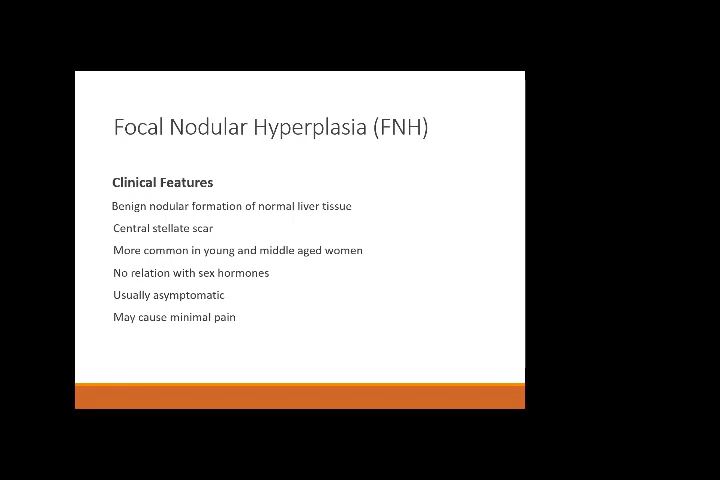 Focal Nodular Hyperplasia (FNH)
Clinical Features
Benign nodular formation of normal liver tissue
Central stellate scar
More common in young and middle aged women
No relation with sex hormones
Usually asymptomatic
May cause minimal pain